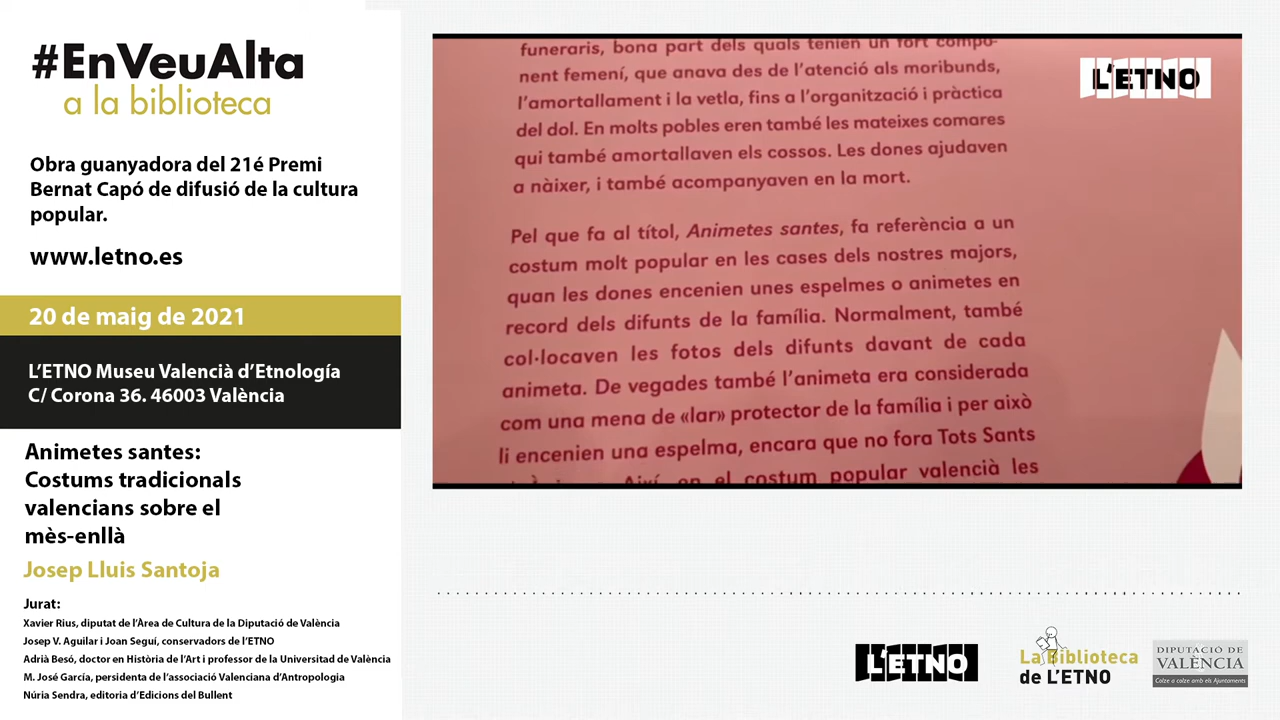 #EnVeuAlta
a la biblioteca
Obra guanyadora del 21é Premi
Bernat Capó de difusió de la cultura
popular.
www.letno.es
20 de maig de 2021
L'ETNO Museu Valencià d'Etnología
C/ Corona 36. 46003 València
Animetes santes:
Costums tradicionals
valencians sobre el
mès-enllà
Josep Lluis Santoja
Jurat:
Xavier Rius, diputat de l'Àrea de Cultura de la Diputació de València
Josep V. Aguilar i Joan Seguí, conservadors de l'ETNO
Adrià Besó, doctor en Història de l'Art i professor de la Universitat de València
M. José García, persidenta de l'associació Valenciana d'Antropologia
Núria Sendra, editoria d'Edicions del Bullent
funeraris, bona part dels quals tenien un fort compo-
nent femení, que anava des de l'atenció als moribunds,
l'amortallament i la vetla, fins a l'organització i pràctica
del dol. En molts pobles eren també les mateixes comares
qui també amortallaven els cossos. Les dones ajudaven
a nàixer, i també acompanyaven en la mort.
Pel que fa al títol, Animetes santes, fa referència a un
costum molt popular en les cases dels nostres majors,
quan les dones encenien unes espelmes o animetes en
record dels difunts de la família. Normalment, també
col·locaven les fotos dels difunts davant de cada
animeta. De vegades també l'animeta era considerada
com una mena de «lar» protector de la família i per això
li encenien una espelma, encara que no fora Tots Sants
Així, en el costum popular valencià les
L'ETNO
L'ETNO
La Biblioteca
de L'ETNO
DIPUTACIÓ DE
VALÈNCIA
Colze a colze amb els Ajuntaments